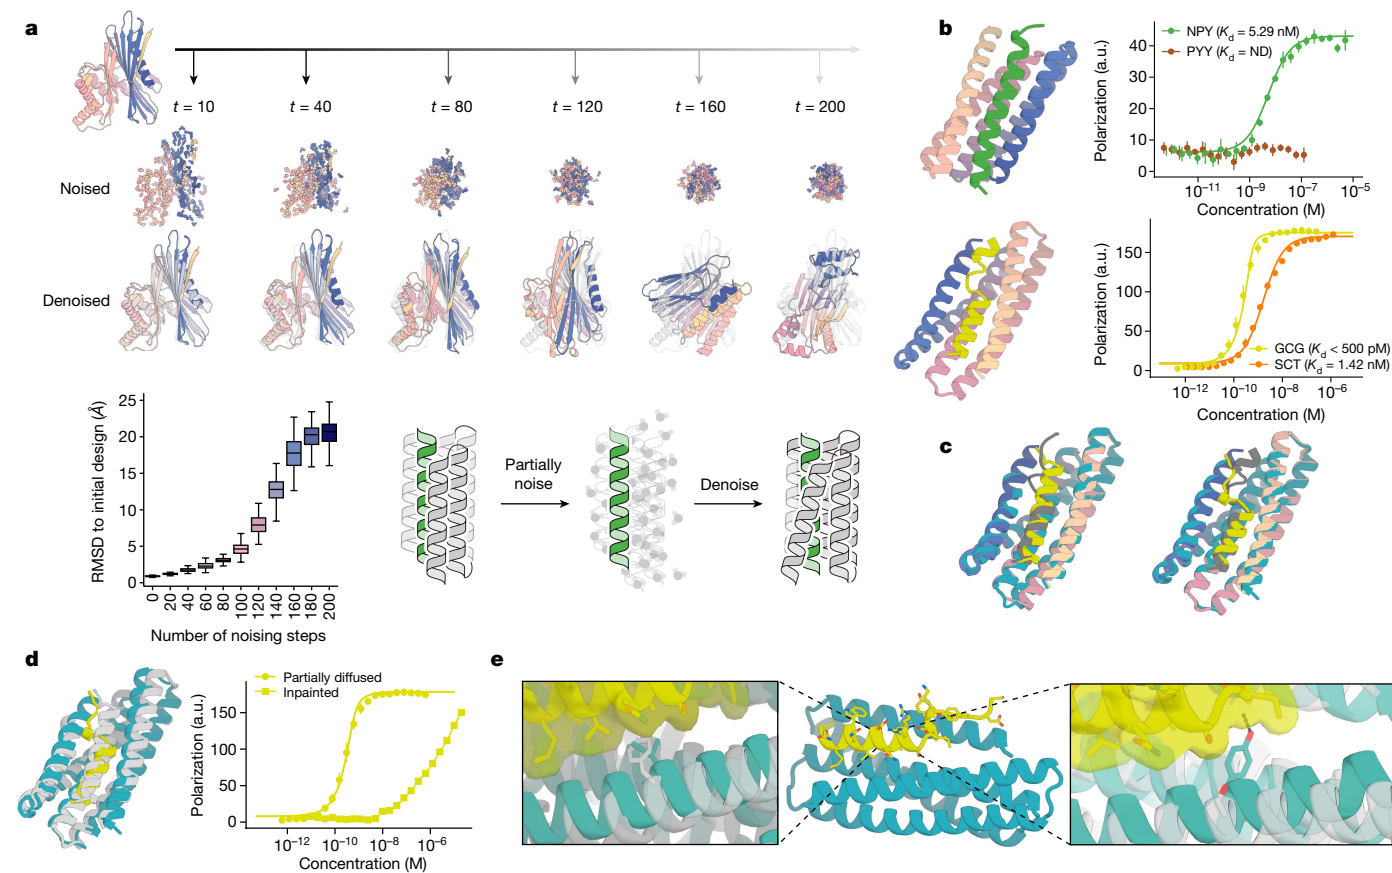 a
t = 10
t = 40
t = 80
t = 120
t = 160
t = 200
Noised
Denoised
RMSD to initial design (Å)
25
20
15
10
5
0
0
20
40
60
80
100
120
140
160
180
200
Number of noising steps
Partially
noise
Denoise
b
NPY (Kd = 5.29 nM)
PYY (Kd = ND)
Polarization (a.u.)
40
30
20
10
0
10−11
10−9
10−7
10−5
Concentration (M)
Polarization (a.u.)
150
100
50
0
GCG (Kd < 500 pM)
SCT (Kd = 1.42 nM)
10−12
10−10
10−8
10−6
Concentration (M)
c
d
Partially diffused
Inpainted
Polarization (a.u.)
150
100
50
0
10−12
10−10
10−8
10−6
Concentration (M)
e